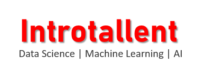 Introtallent
Data Science | Machine Learning | AI